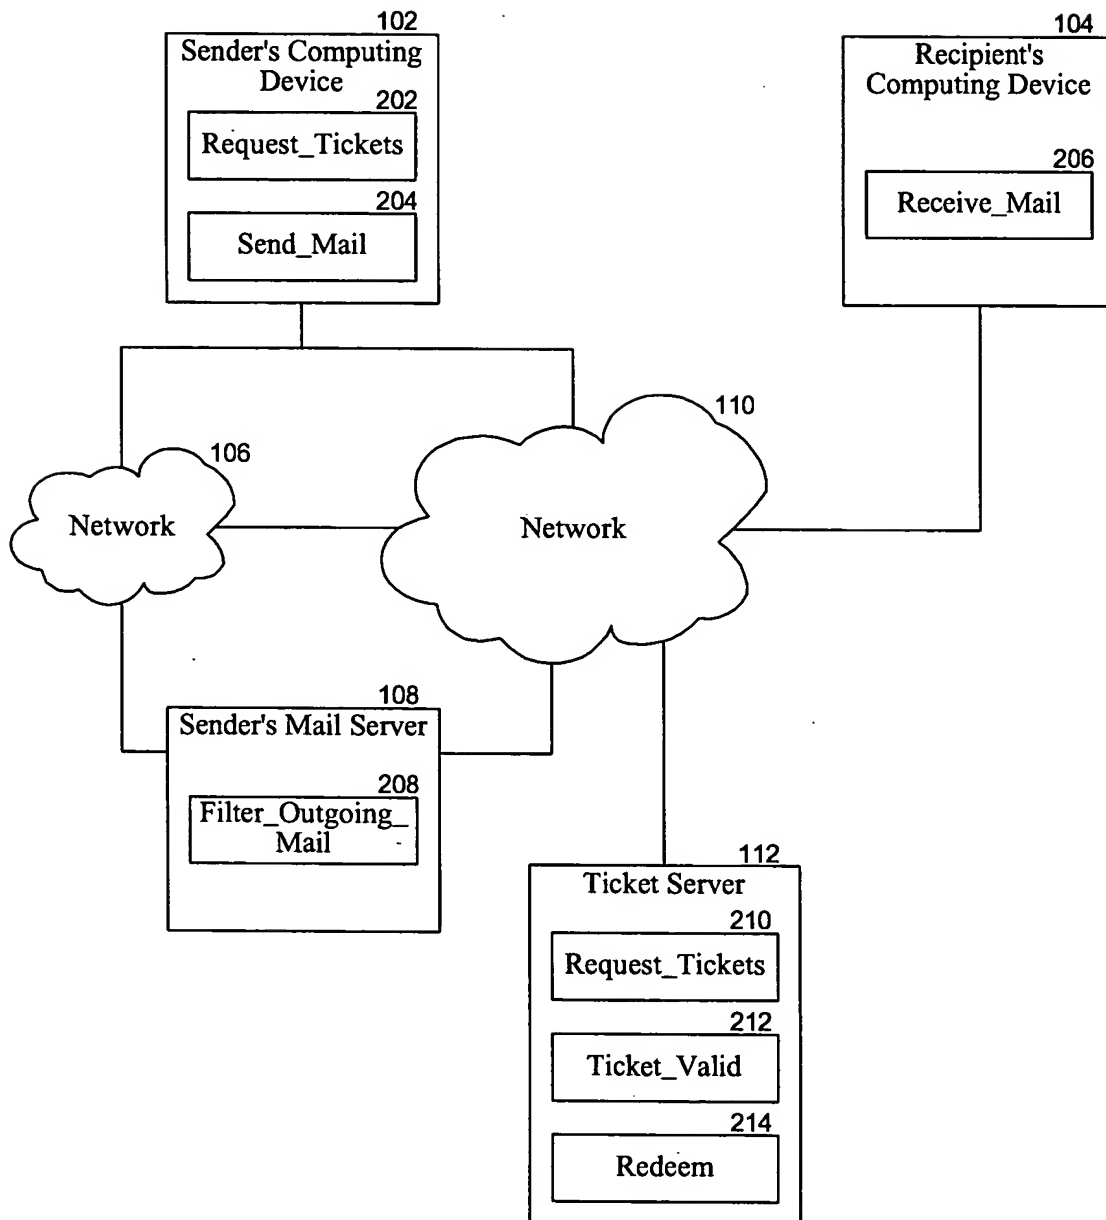 102
Sender's Computing
Device
202
Request_Tickets
204
Send_Mail
104
Recipient's
Computing Device
206
Receive_Mail
106
Network
110
Network
108
Sender's Mail Server
208
Filter_Outgoing_
Mail
112
Ticket Server
210
Request_Tickets
212
Ticket_Valid
214
Redeem